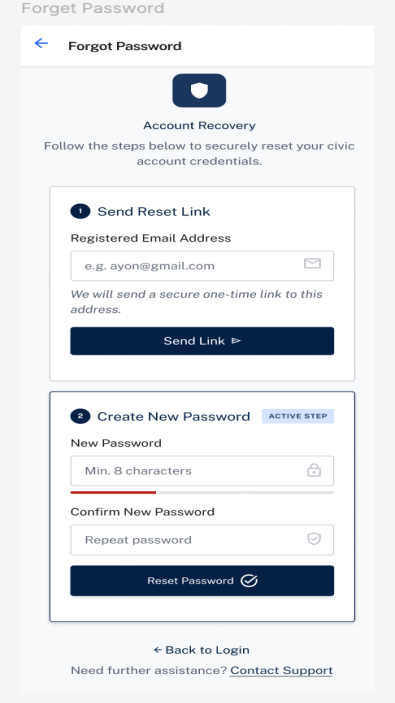 Forget Password
← Forgot Password
Account Recovery
Follow the steps below to securely reset your civic
account credentials.
1 Send Reset Link
Registered Email Address
e.g. ayon@gmail.com
We will send a secure one-time link to this
address.
Send Link
2 Create New Password ACTIVE STEP
New Password
Min. 8 characters
Confirm New Password
Repeat password
Reset Password
← Back to Login
Need further assistance? Contact Support